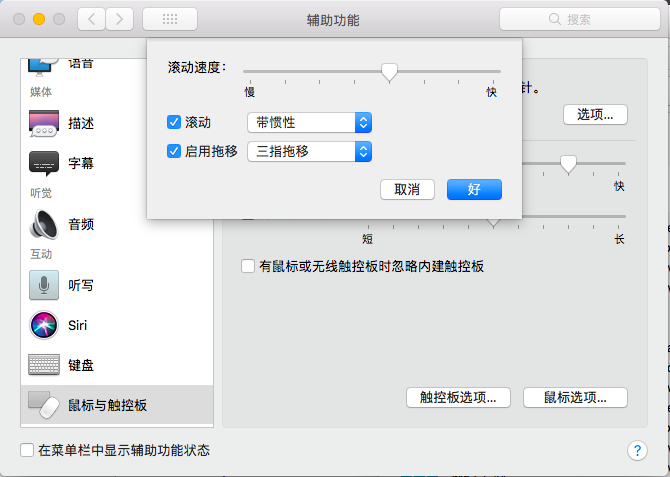 辅助功能
搜索
语音
媒体
描述
字幕
听觉
音频
互动
听写
Siri
键盘
鼠标与触控板
滚动速度：
慢
快
滚动
带惯性
启用拖移
三指拖移
取消
好
针。
选项...
快
短
长
有鼠标或无线触控板时忽略内建触控板
触控板选项...
鼠标选项...
在菜单栏中显示辅助功能状态
?